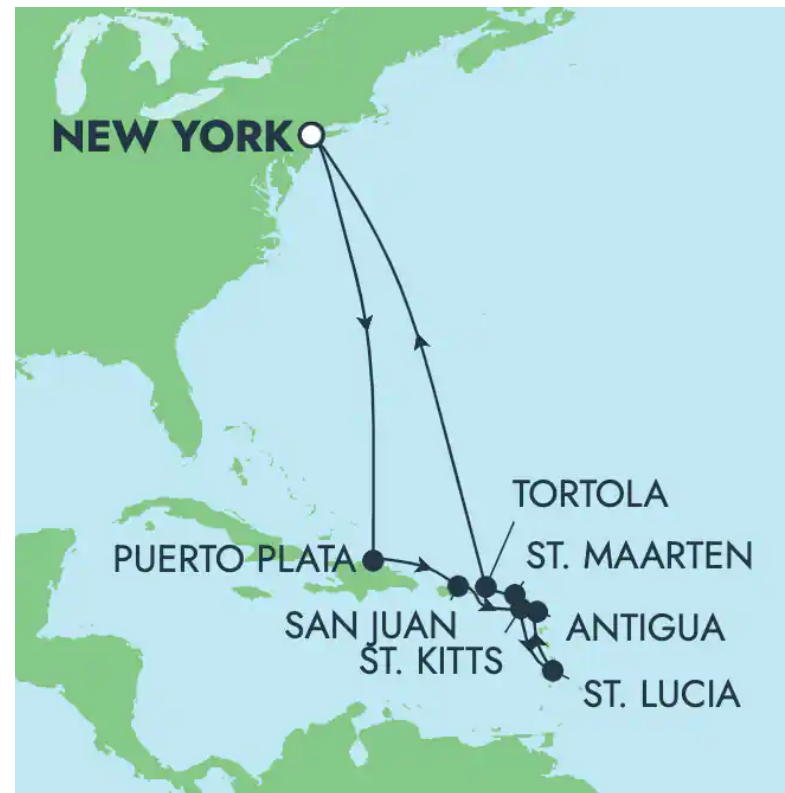 NEW YORK
TORTOLA
PUERTO PLATA
ST. MAARTEN
SAN JUAN
ANTIGUA
ST. KITTS
ST. LUCIA